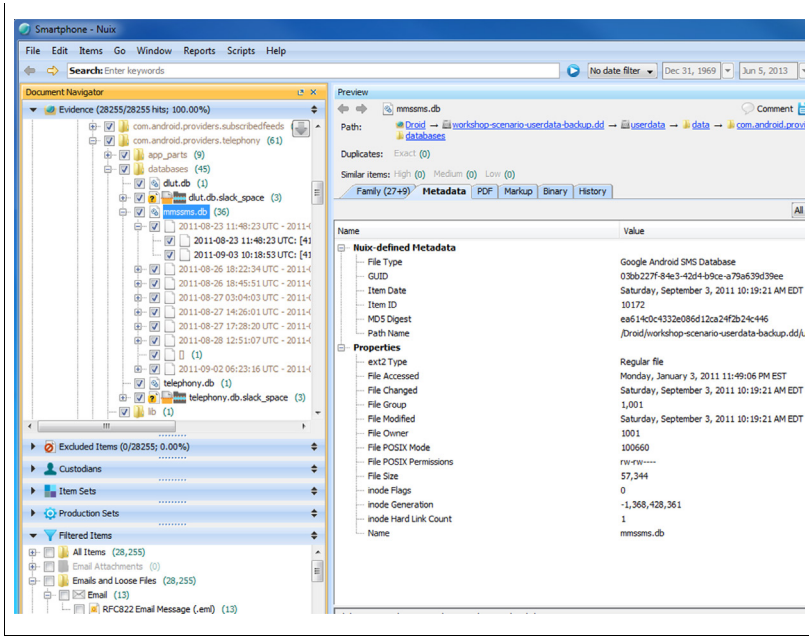 Smartphone - Nuix
File Edit Items Go Window Reports Scripts Help
Search: Enter keywords No date filter Dec 31, 1969 Jun 5, 2013
Document Navigator
Evidence (28255/28255 hits; 100.00%)
com.android.providers.subscribedfeeds
com.android.providers.telephony (61)
app_parts (9)
databases (45)
dlut.db (1)
dlut.db.slack_space (3)
mmssms.db (36)
2011-08-23 11:48:23 UTC - 2011-
2011-08-23 11:48:23 UTC: [41
2011-09-03 10:18:53 UTC: [41
2011-08-26 18:22:34 UTC - 2011-
2011-08-26 18:45:51 UTC - 2011-
2011-08-27 03:04:03 UTC - 2011-
2011-08-27 14:26:01 UTC - 2011-
2011-08-27 17:28:20 UTC - 2011-
2011-08-28 12:51:07 UTC - 2011-
[] (1)
2011-09-02 06:23:16 UTC - 2011-
telephony.db (1)
telephony.db.slack_space (3)
lib (1)
Excluded Items (0/28255; 0.00%)
Custodians
Item Sets
Production Sets
Filtered Items
All Items (28,255)
Email Attachments (0)
Emails and Loose Files (28,255)
Email (13)
RFC822 Email Message (.eml) (13)
Preview
mmssms.db Comment
Path: Droid → workshop-scenario-userdata-backup.dd → userdata → data → com.android.provi
databases
Duplicates: Exact (0)
Similar items: High (0) Medium (0) Low (0)
Family (27+9) Metadata PDF Markup Binary History
All
Name Value
Nuix-defined Metadata
File Type Google Android SMS Database
GUID 03bb227f-84e3-42d4-b9ce-a79a639d39ee
Item Date Saturday, September 3, 2011 10:19:21 AM EDT
Item ID 10172
MD5 Digest ea614c0c4332e086d12ca24f2b24c446
Path Name /Droid/workshop-scenario-userdata-backup.dd/u
Properties
ext2 Type Regular file
File Accessed Monday, January 3, 2011 11:49:06 PM EST
File Changed Saturday, September 3, 2011 10:19:21 AM EDT
File Group 1,001
File Modified Saturday, September 3, 2011 10:19:21 AM EDT
File Owner 1001
File POSIX Mode 100660
File POSIX Permissions rw-rw----
File Size 57,344
inode Flags 0
inode Generation -1,368,428,361
inode Hard Link Count 1
Name mmssms.db